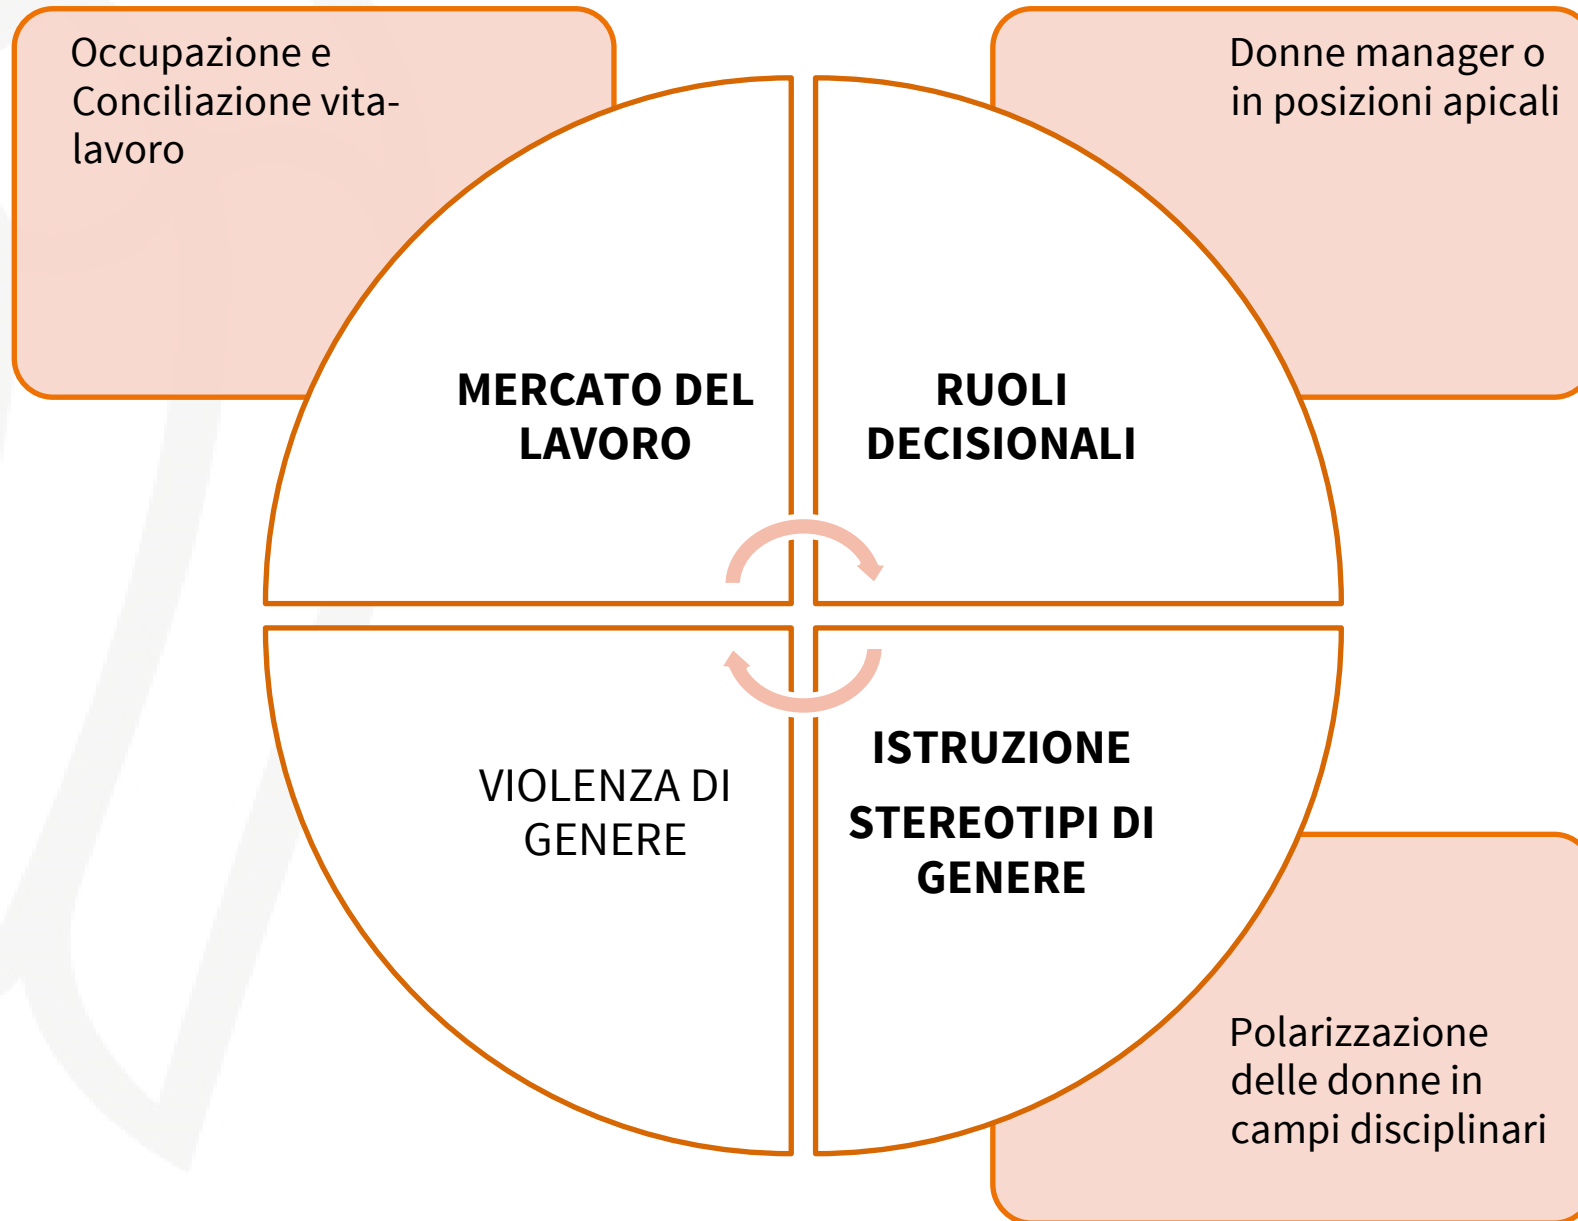 Occupazione e
Conciliazione vita-
lavoro
Donne manager o
in posizioni apicali
MERCATO DEL
LAVORO
RUOLI
DECISIONALI
VIOLENZA DI
GENERE
ISTRUZIONE
STEREOTIPI DI
GENERE
Polarizzazione
delle donne in
campi disciplinari